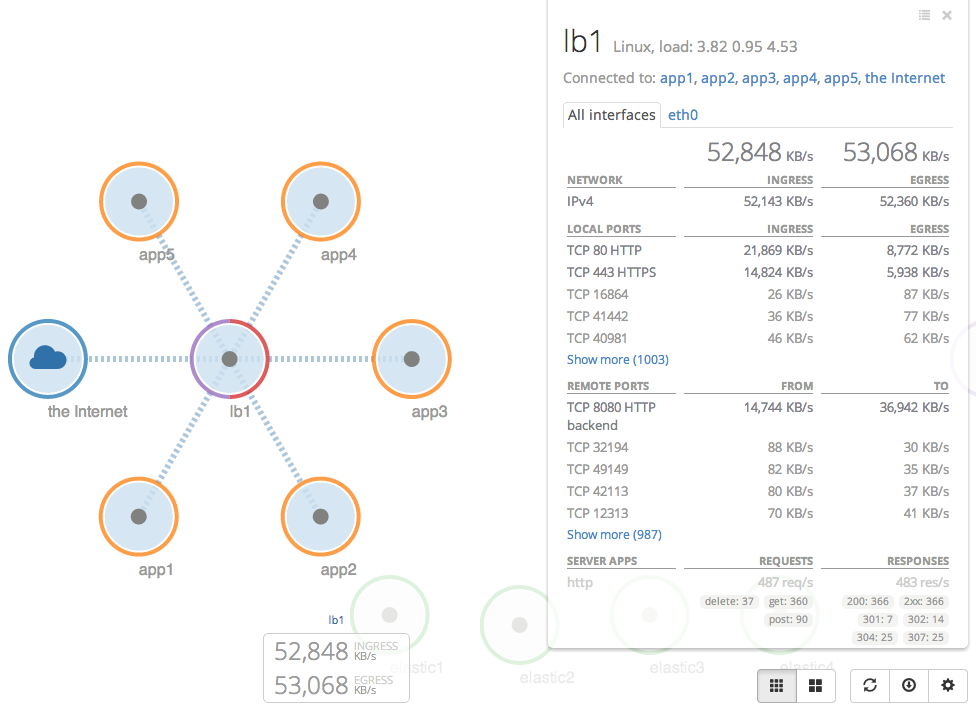 app5
app4
the Internet
lb1
app3
app1
app2
lb1
52,848 INGRESS KB/s
53,068 EGRESS KB/s
elastic1
elastic2
elastic3
elastic4
lb1 Linux, load: 3.82 0.95 4.53
Connected to: app1, app2, app3, app4, app5, the Internet
All interfaces eth0
52,848 KB/s 53,068 KB/s
NETWORK INGRESS EGRESS
IPv4 52,143 KB/s 52,360 KB/s
LOCAL PORTS INGRESS EGRESS
TCP 80 HTTP 21,869 KB/s 8,772 KB/s
TCP 443 HTTPS 14,824 KB/s 5,938 KB/s
TCP 16864 26 KB/s 87 KB/s
TCP 41442 36 KB/s 77 KB/s
TCP 40981 46 KB/s 62 KB/s
Show more (1003)
REMOTE PORTS FROM TO
TCP 8080 HTTP 14,744 KB/s 36,942 KB/s
backend
TCP 32194 88 KB/s 30 KB/s
TCP 49149 82 KB/s 35 KB/s
TCP 42113 80 KB/s 37 KB/s
TCP 12313 70 KB/s 41 KB/s
Show more (987)
SERVER APPS REQUESTS RESPONSES
http 487 req/s 483 res/s
delete: 37 get: 360 200: 366 2xx: 366
post: 90 301: 7 302: 14
304: 25 307: 25